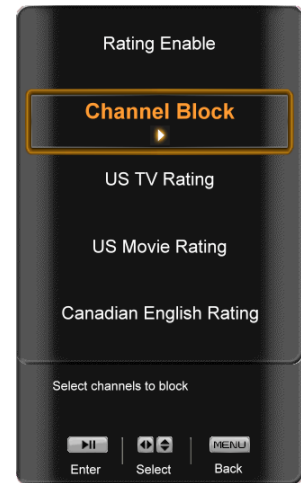 Rating Enable
Channel Block
US TV Rating
US Movie Rating
Canadian English Rating
Select channels to block
MENU
Enter Select Back